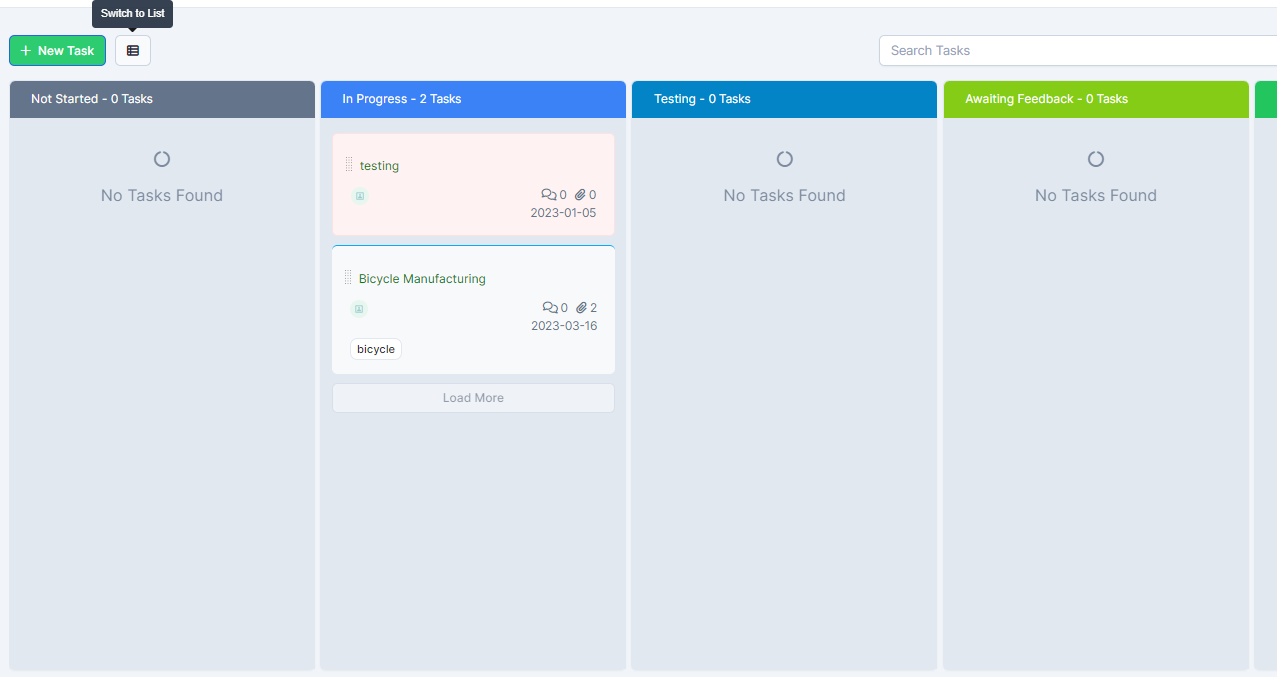 Switch to List
+ New Task
Search Tasks
Not Started - 0 Tasks
In Progress - 2 Tasks
Testing - 0 Tasks
Awaiting Feedback - 0 Tasks
No Tasks Found
testing
0 0
2023-01-05
Bicycle Manufacturing
0 2
2023-03-16
bicycle
Load More
No Tasks Found
No Tasks Found